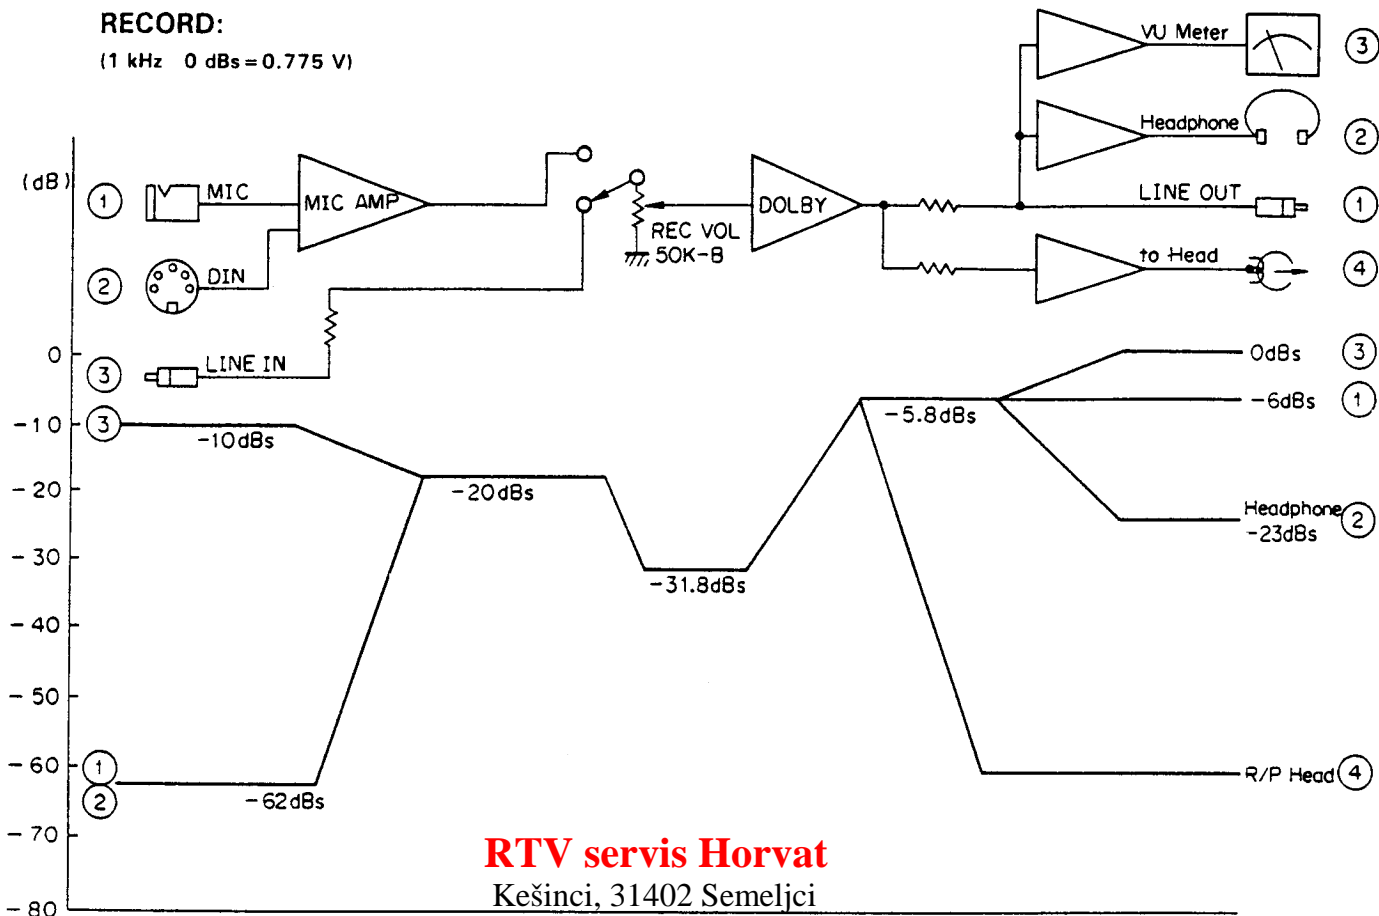 RECORD:
(1 kHz 0 dBs = 0.775 V)
VU Meter
3
Headphone
2
(dB)
1
MIC
MIC AMP
REC VOL
50K-B
DOLBY
LINE OUT
1
2
DIN
to Head
4
0
3
LINE IN
0dBs
3
-10
3
-10dBs
-5.8dBs
-6dBs
1
-20
-20dBs
Headphone
-23dBs
2
-30
-31.8dBs
-40
-50
-60
1
2
-62dBs
R/P Head
4
-70
RTV servis Horvat
Kešinci, 31402 Semeljci
-80